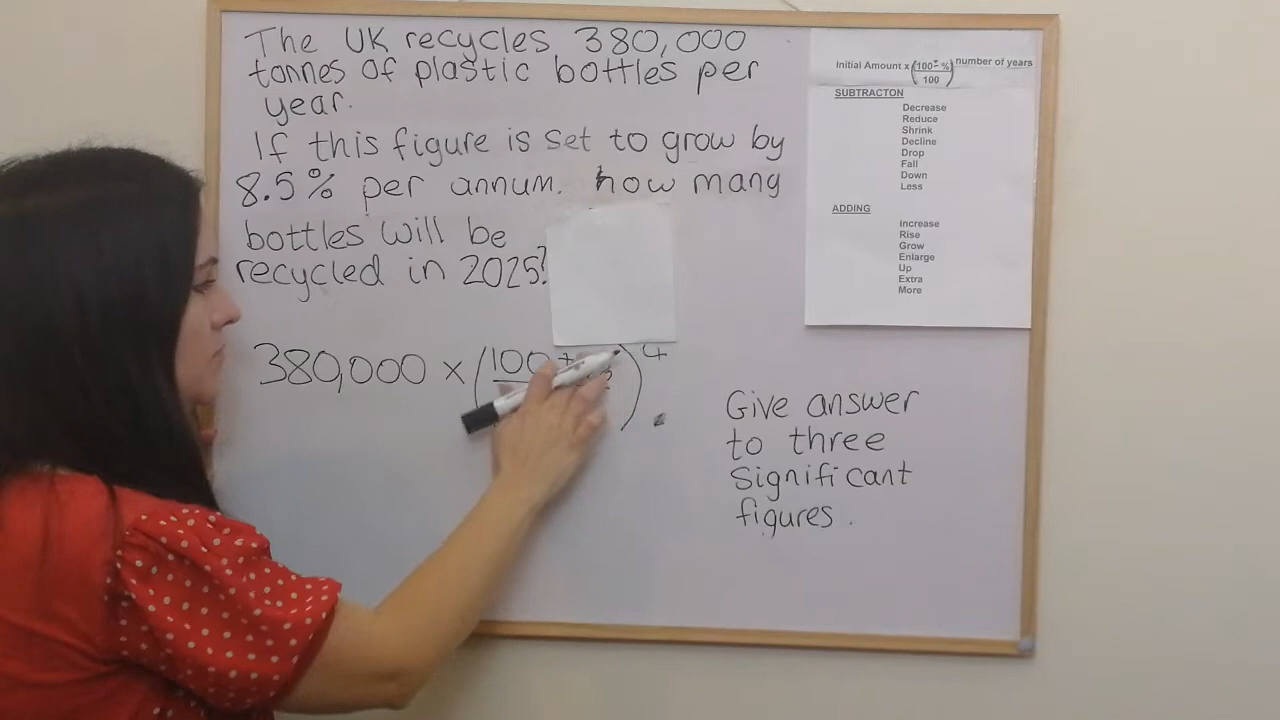 The UK recycles 380,000
tonnes of plastic bottles per
year.
If this figure is set to grow by
8.5% per annum. how many
bottles will be
recycled in 2025?
380,000 × (100 +
) 4
Give answer
to three
significant
figures.
Initial Amount x (100± %) number of years
100
SUBTRACTON
Decrease
Reduce
Shrink
Decline
Drop
Fall
Down
Less
ADDING
Increase
Rise
Grow
Enlarge
Up
Extra
More